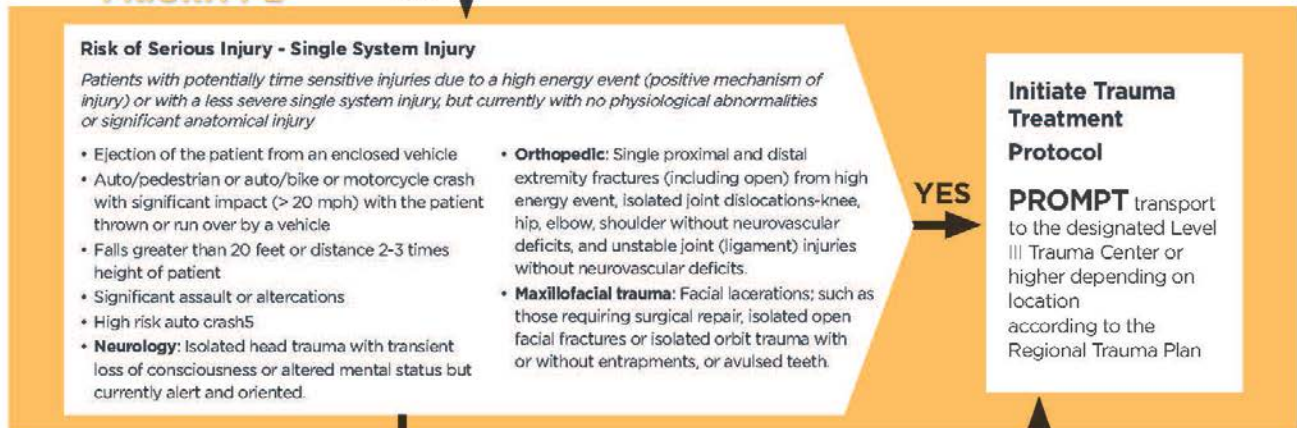 Risk of Serious Injury - Single System Injury
Patients with potentially time sensitive injuries due to a high energy event (positive mechanism of
injury) or with a less severe single system injury, but currently with no physiological abnormalities
or significant anatomical injury
• Ejection of the patient from an enclosed vehicle
• Auto/pedestrian or auto/bike or motorcycle crash
with significant impact (> 20 mph) with the patient
thrown or run over by a vehicle
• Falls greater than 20 feet or distance 2-3 times
height of patient
• Significant assault or altercations
• High risk auto crash5
• Neurology: Isolated head trauma with transient
loss of consciousness or altered mental status but
currently alert and oriented.
• Orthopedic: Single proximal and distal
extremity fractures (including open) from high
energy event, isolated joint dislocations-knee,
hip, elbow, shoulder without neurovascular
deficits, and unstable joint (ligament) injuries
without neurovascular deficits.
• Maxillofacial trauma: Facial lacerations; such as
those requiring surgical repair, isolated open
facial fractures or isolated orbit trauma with
or without entrapments, or avulsed teeth.
YES
Initiate Trauma
Treatment
Protocol
PROMPT transport
to the designated Level
III Trauma Center or
higher depending on
location
according to the
Regional Trauma Plan